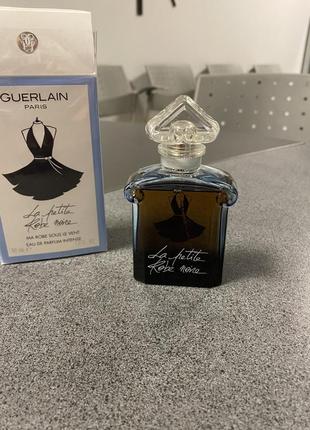 GUERLAIN
PARIS
La petite
Robe noire
MA ROBE SOUS LE VENT
EAU DE PARFUM INTENSE
La petite
Robe noire